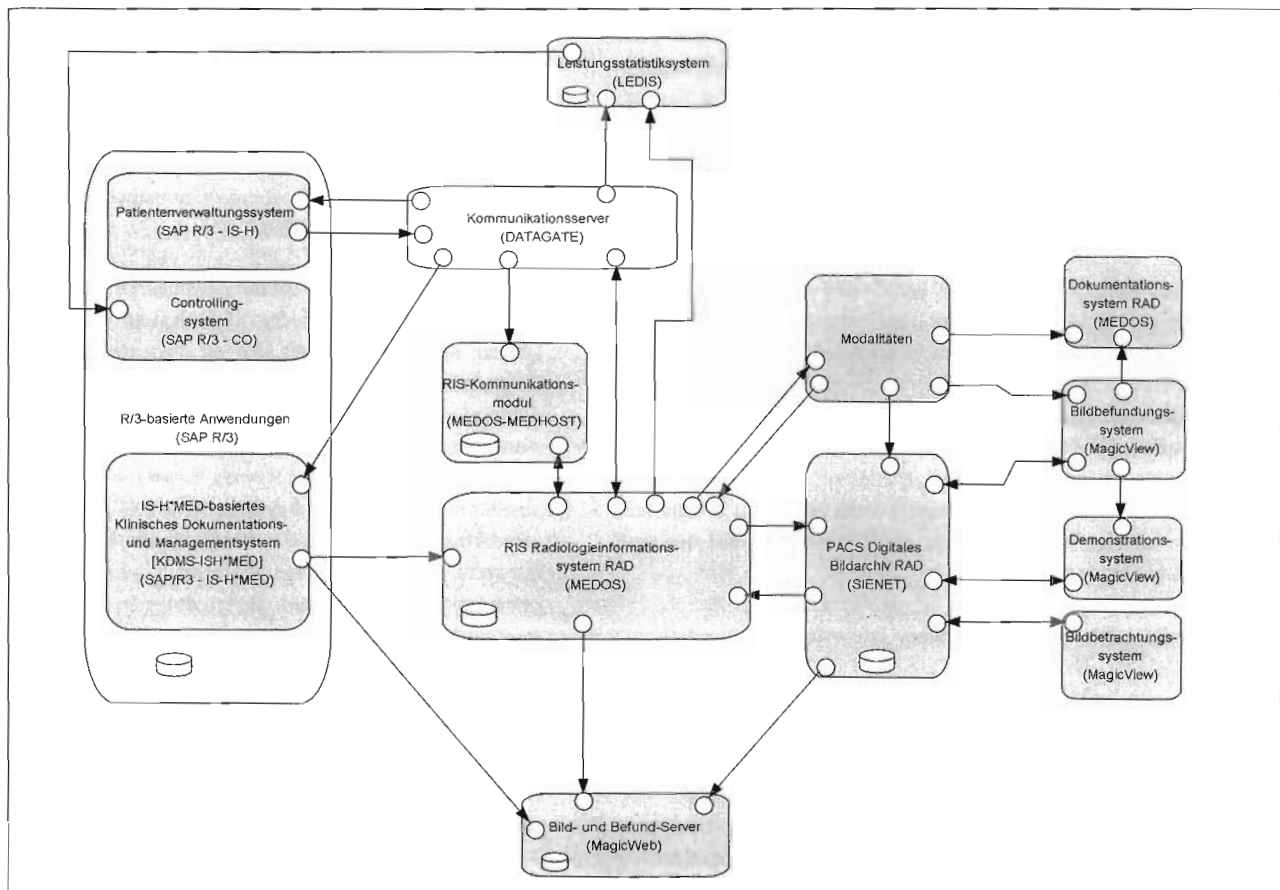 Leistungsstatistiksystem
(LEDIS)
Patientenverwaltungssystem
(SAP R/3 - IS-H)
Kommunikationsserver
(DATAGATE)
Controlling-
system
(SAP R/3 - CO)
Modalitäten
Dokumentations-
system RAD
(MEDOS)
RIS-Kommunikations-
modul
(MEDOS-MEDHOST)
Bildbefundungs-
system
(MagicView)
R/3-basierte Anwendungen
(SAP R/3)
IS-H*MED-basiertes
Klinisches Dokumentations-
und Managementsystem
[KDMS-ISH*MED]
(SAP/R3 - IS-H*MED)
RIS Radiologieinformations-
system RAD
(MEDOS)
PACS Digitales
Bildarchiv RAD
(SIENET)
Demonstrations-
system
(MagicView)
Bildbetrachtungs-
system
(MagicView)
Bild- und Befund-Server
(MagicWeb)